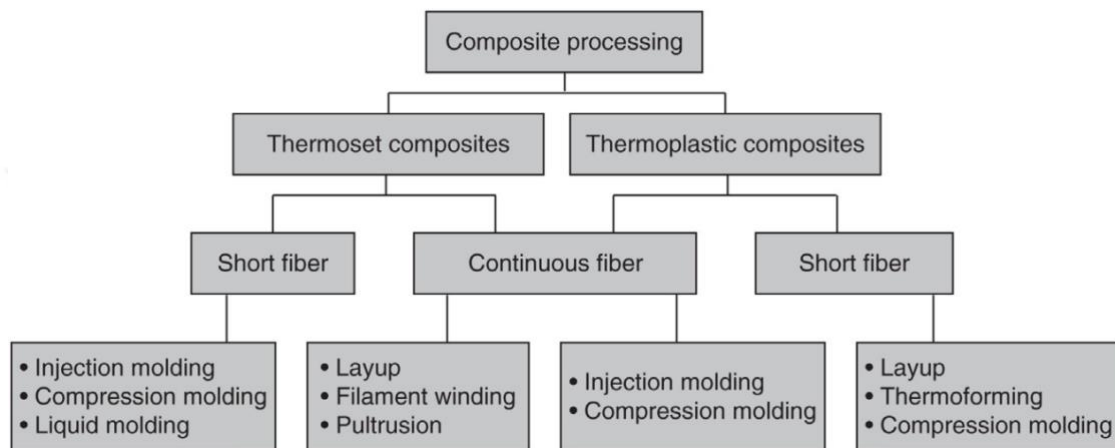 Composite processing
Thermoset composites
Thermoplastic composites
Short fiber
Continuous fiber
Short fiber
• Injection molding
• Compression molding
• Liquid molding
• Layup
• Filament winding
• Pultrusion
• Injection molding
• Compression molding
• Layup
• Thermoforming
• Compression molding